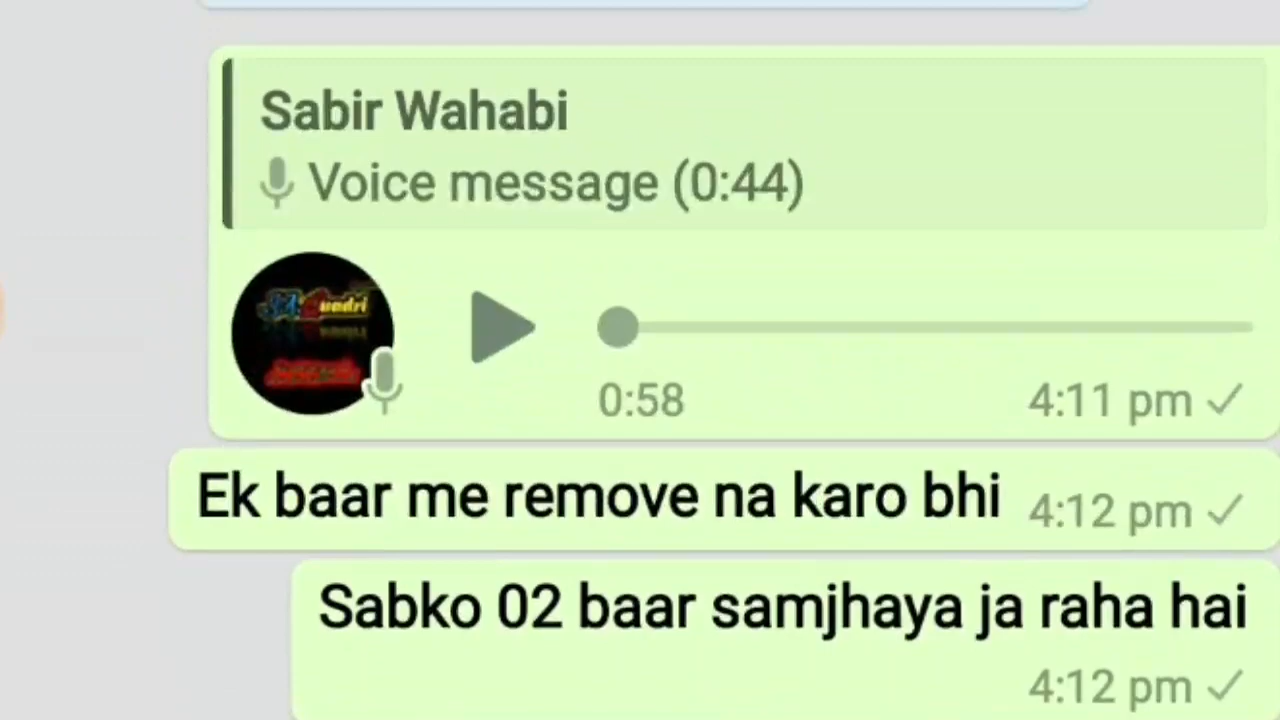 Sabir Wahabi
Voice message (0:44)
uadri
0:58 4:11 pm
Ek baar me remove na karo bhi 4:12 pm
Sabko 02 baar samjhaya ja raha hai
4:12 pm